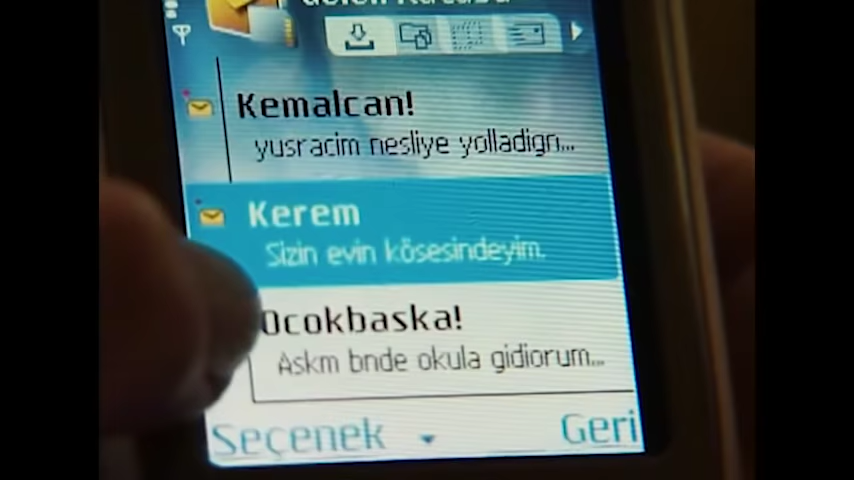 Kemalcan!
yusracim nesliye yolladign...
Kerem
Sizin evin kösesindeyim.
Ocokbaska!
Askm bnde okula gidiorum...
Seçenek
Geri